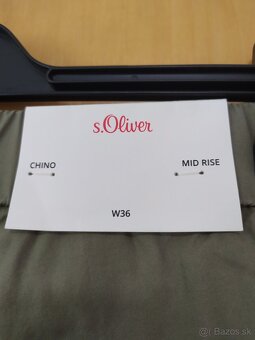 s.Oliver
CHINO MID RISE
W36
Bazos.sk